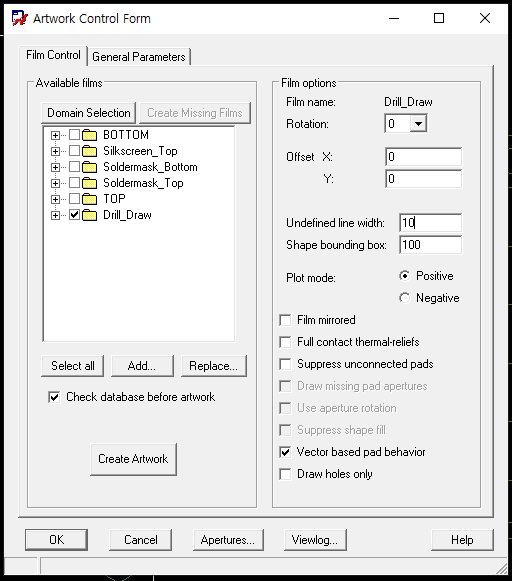 Artwork Control Form
Film Control
General Parameters
Available films
Domain Selection
Create Missing Films
BOTTOM
Silkscreen_Top
Soldermask_Bottom
Soldermask_Top
TOP
Drill_Draw
Select all
Add...
Replace...
Check database before artwork
Create Artwork
Film options
Film name: Drill_Draw
Rotation: 0
Offset X: 0
Y: 0
Undefined line width: 10
Shape bounding box: 100
Plot mode: Positive
Negative
Film mirrored
Full contact thermal-reliefs
Suppress unconnected pads
Draw missing pad apertures
Use aperture rotation
Suppress shape fill
Vector based pad behavior
Draw holes only
OK
Cancel
Apertures...
Viewlog...
Help